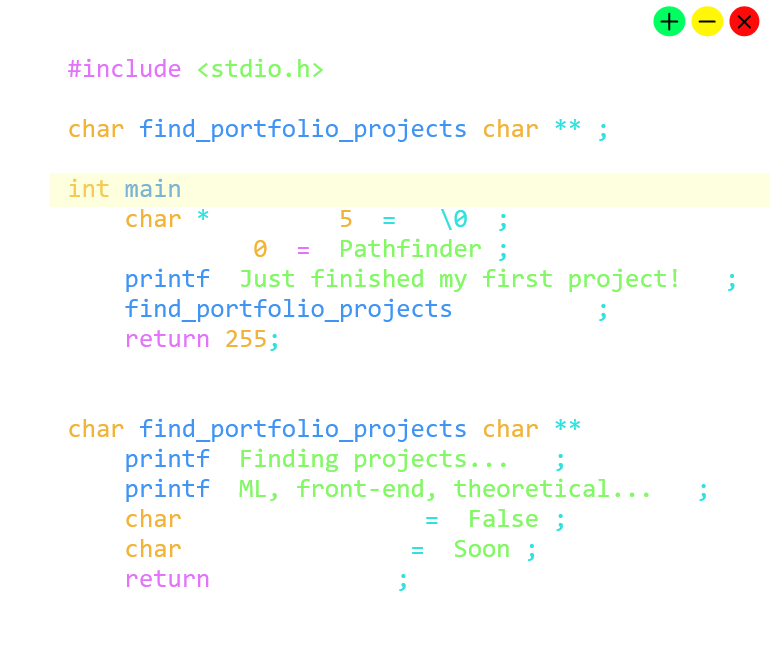 #include <stdio.h>
char find_portfolio_projects char ** ;
int main
char * 5 = \0 ;
0 = Pathfinder ;
printf Just finished my first project! ;
find_portfolio_projects ;
return 255;
char find_portfolio_projects char **
printf Finding projects... ;
printf ML, front-end, theoretical... ;
char = False ;
char = Soon ;
return ;